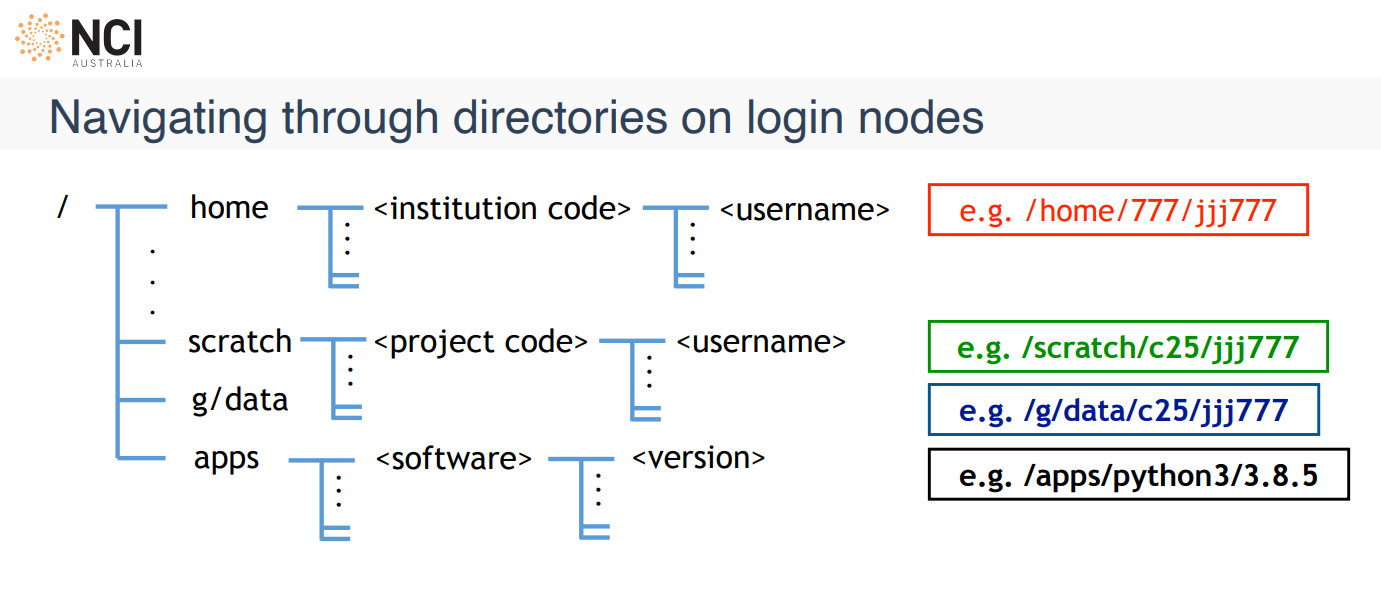 NCI
AUSTRALIA
Navigating through directories on login nodes
/ home <institution code> <username> e.g. /home/777/jjj777
scratch <project code> <username> e.g. /scratch/c25/jjj777
g/data e.g. /g/data/c25/jjj777
apps <software> <version> e.g. /apps/python3/3.8.5